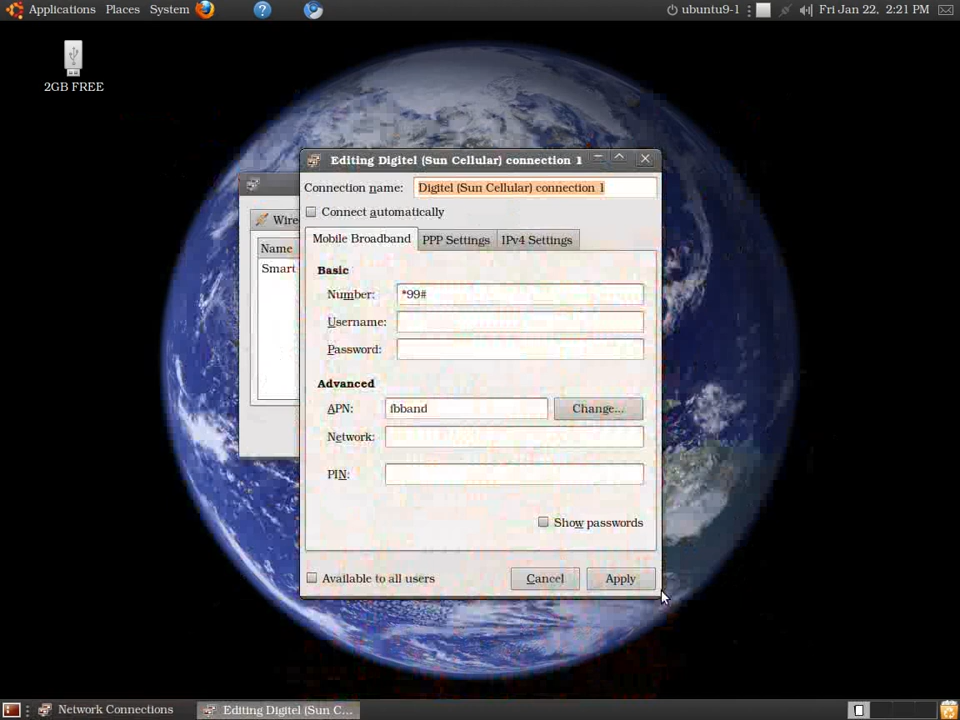 Applications Places System ubuntu9-1 Fri Jan 22, 2:21 PM
2GB FREE
Editing Digitel (Sun Cellular) connection 1
Connection name: Digitel (Sun Cellular) connection 1
Connect automatically
Wire
Mobile Broadband PPP Settings IPv4 Settings
Name
Smart
Basic
Number: *99#
Username:
Password:
Advanced
APN: fbband Change...
Network:
PIN:
Show passwords
Available to all users Cancel Apply
Network Connections Editing Digitel (Sun C...